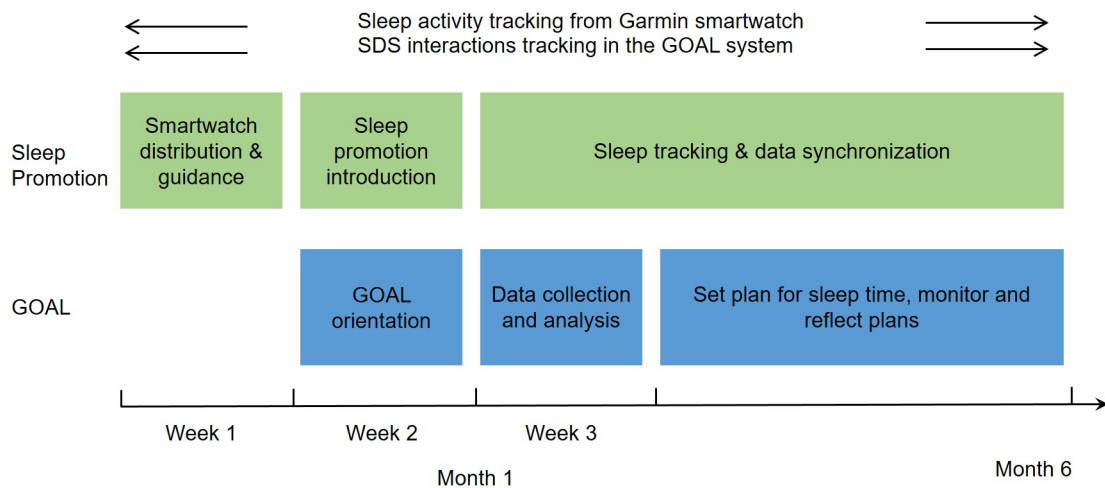 Sleep activity tracking from Garmin smartwatch
SDS interactions tracking in the GOAL system
Sleep
Promotion
Smartwatch
distribution &
guidance
Sleep
promotion
introduction
Sleep tracking & data synchronization
GOAL
GOAL
orientation
Data collection
and analysis
Set plan for sleep time, monitor and
reflect plans
Week 1
Week 2
Week 3
Month 1
Month 6